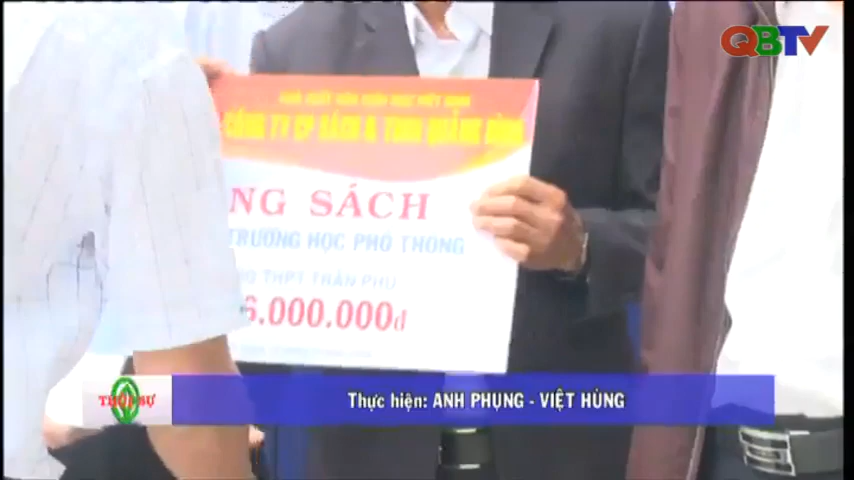 QBTV
CÔNG TY CP SÁCH & TBTH QUẢNG BÌNH
NG SÁCH
TRƯỜNG HỌC PHỔ THÔNG
NG THPT TRẦN PHÚ
6.000.000đ
THỜI SỰ
Thực hiện: ANH PHỤNG - VIỆT HÙNG